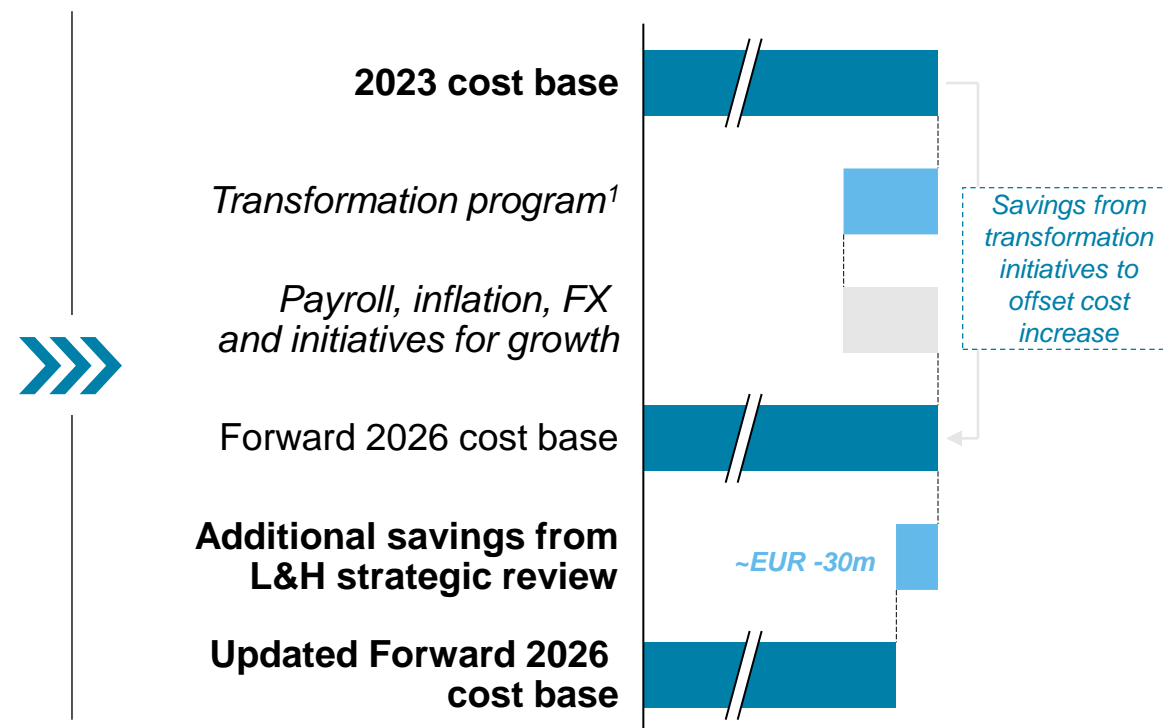 2023 cost base
Transformation program¹
Savings from
transformation
initiatives to
offset cost
increase
Payroll, inflation, FX
and initiatives for growth
Forward 2026 cost base
Additional savings from
L&H strategic review
~EUR -30m
Updated Forward 2026
cost base